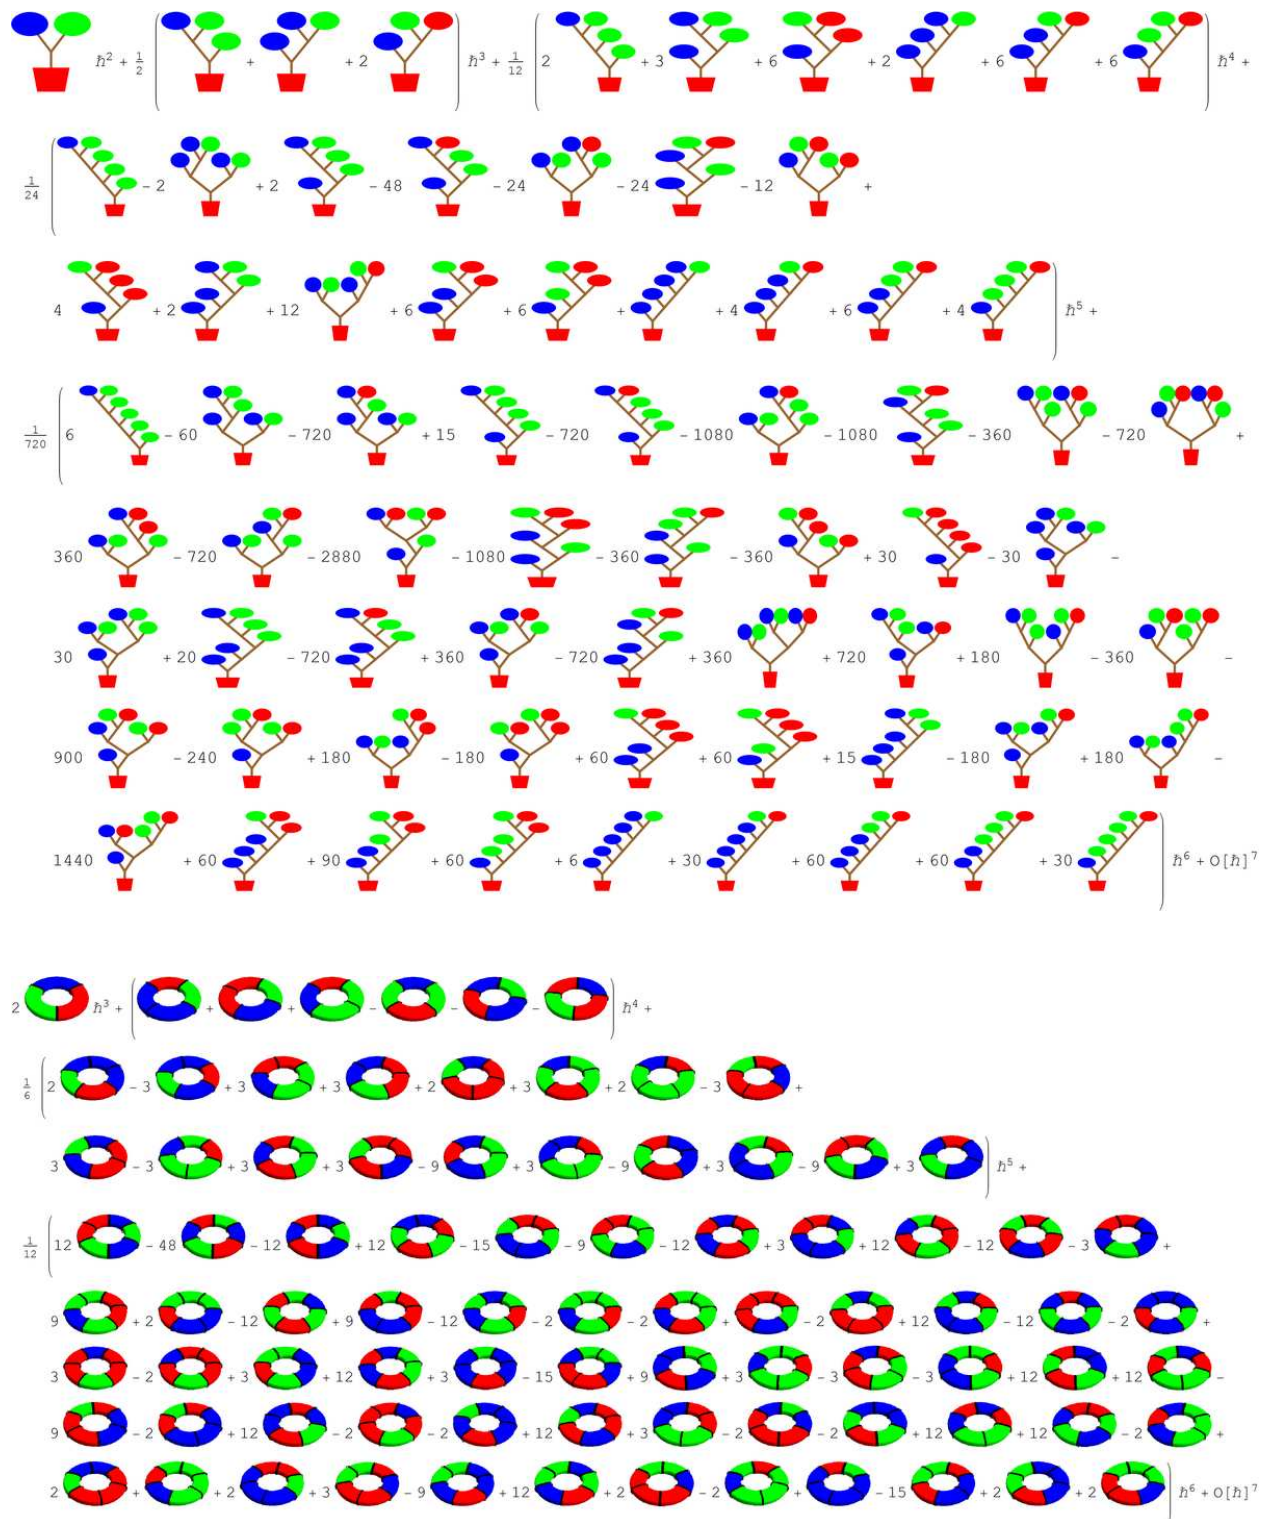 ℏ² + 1/2 ( + + 2 ) ℏ³ + 1/12 ( 2 + 3 + 6 + 2 + 6 + 6 ) ℏ⁴ +
1/24 ( − 2 + 2 − 48 − 24 − 24 − 12 +
4 + 2 + 12 + 6 + 6 + + 4 + 6 + 4 ) ℏ⁵ +
1/720 ( 6 − 60 − 720 + 15 − 720 − 1080 − 1080 − 360 − 720 +
360 − 720 − 2880 − 1080 − 360 − 360 + 30 − 30 −
30 + 20 − 720 + 360 − 720 + 360 + 720 + 180 − 360 −
900 − 240 + 180 − 180 + 60 + 60 + 15 − 180 + 180 −
1440 + 60 + 90 + 60 + 6 + 30 + 60 + 60 + 30 ) ℏ⁶ + O[ℏ]⁷
2 ℏ³ + ( + + − − − ) ℏ⁴ +
1/6 ( 2 − 3 + 3 + 3 + 2 + 3 + 2 − 3 +
3 − 3 + 3 + 3 − 9 + 3 − 9 + 3 − 9 + 3 ) ℏ⁵ +
1/12 ( 12 − 48 − 12 + 12 − 15 − 9 − 12 + 3 + 12 − 12 − 3 +
9 + 2 − 12 + 9 − 12 − 2 − 2 + − 2 + 12 − 12 − 2 +
3 − 2 + 3 + 12 + 3 − 15 + 9 + 3 − 3 − 3 + 12 + 12 −
9 − 2 + 12 − 2 − 2 + 12 + 3 − 2 − 2 + 12 + 12 − 2 +
2 + + 2 + 3 − 9 + 12 + 2 − 2 + − 15 + 2 + 2 ) ℏ⁶ + O[ℏ]⁷